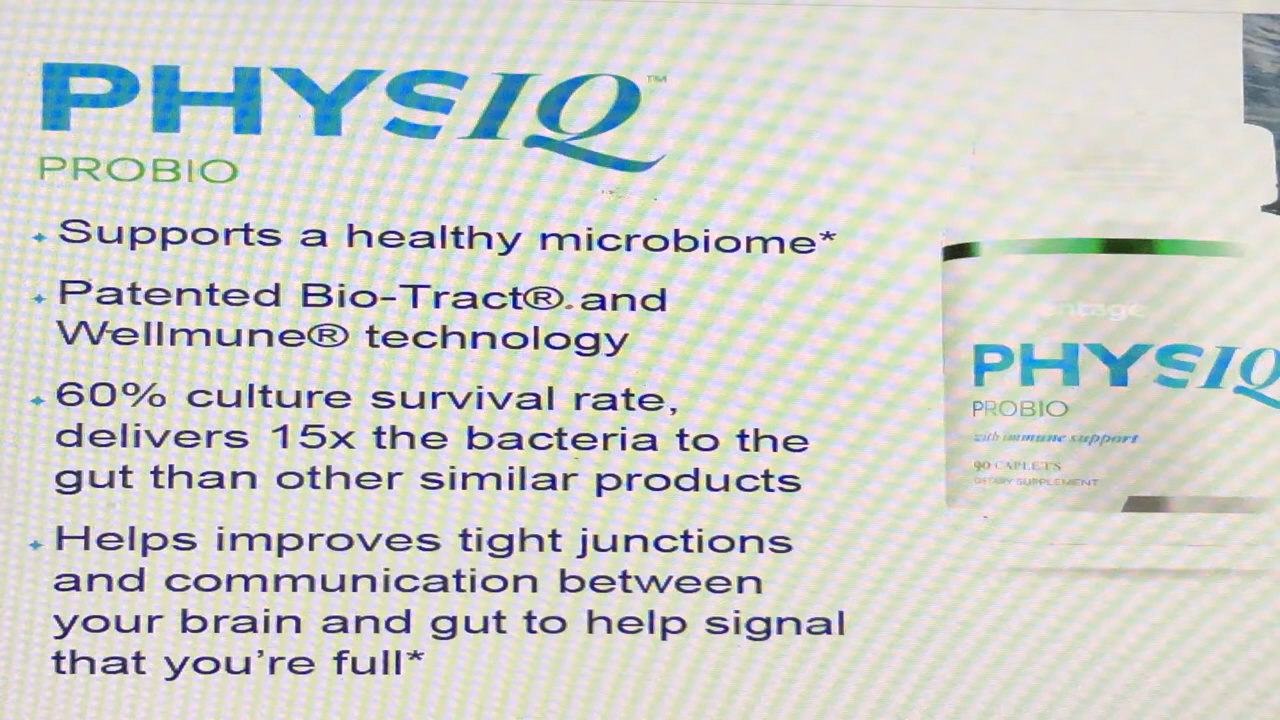 PHYSIQ™
PROBIO
Supports a healthy microbiome*
Patented Bio-Tract® and
Wellmune® technology
60% culture survival rate,
delivers 15x the bacteria to the
gut than other similar products
Helps improves tight junctions
and communication between
your brain and gut to help signal
that you're full*
PHYSIQ
PROBIO
with immune support
90 CAPLETS
DIETARY SUPPLEMENT